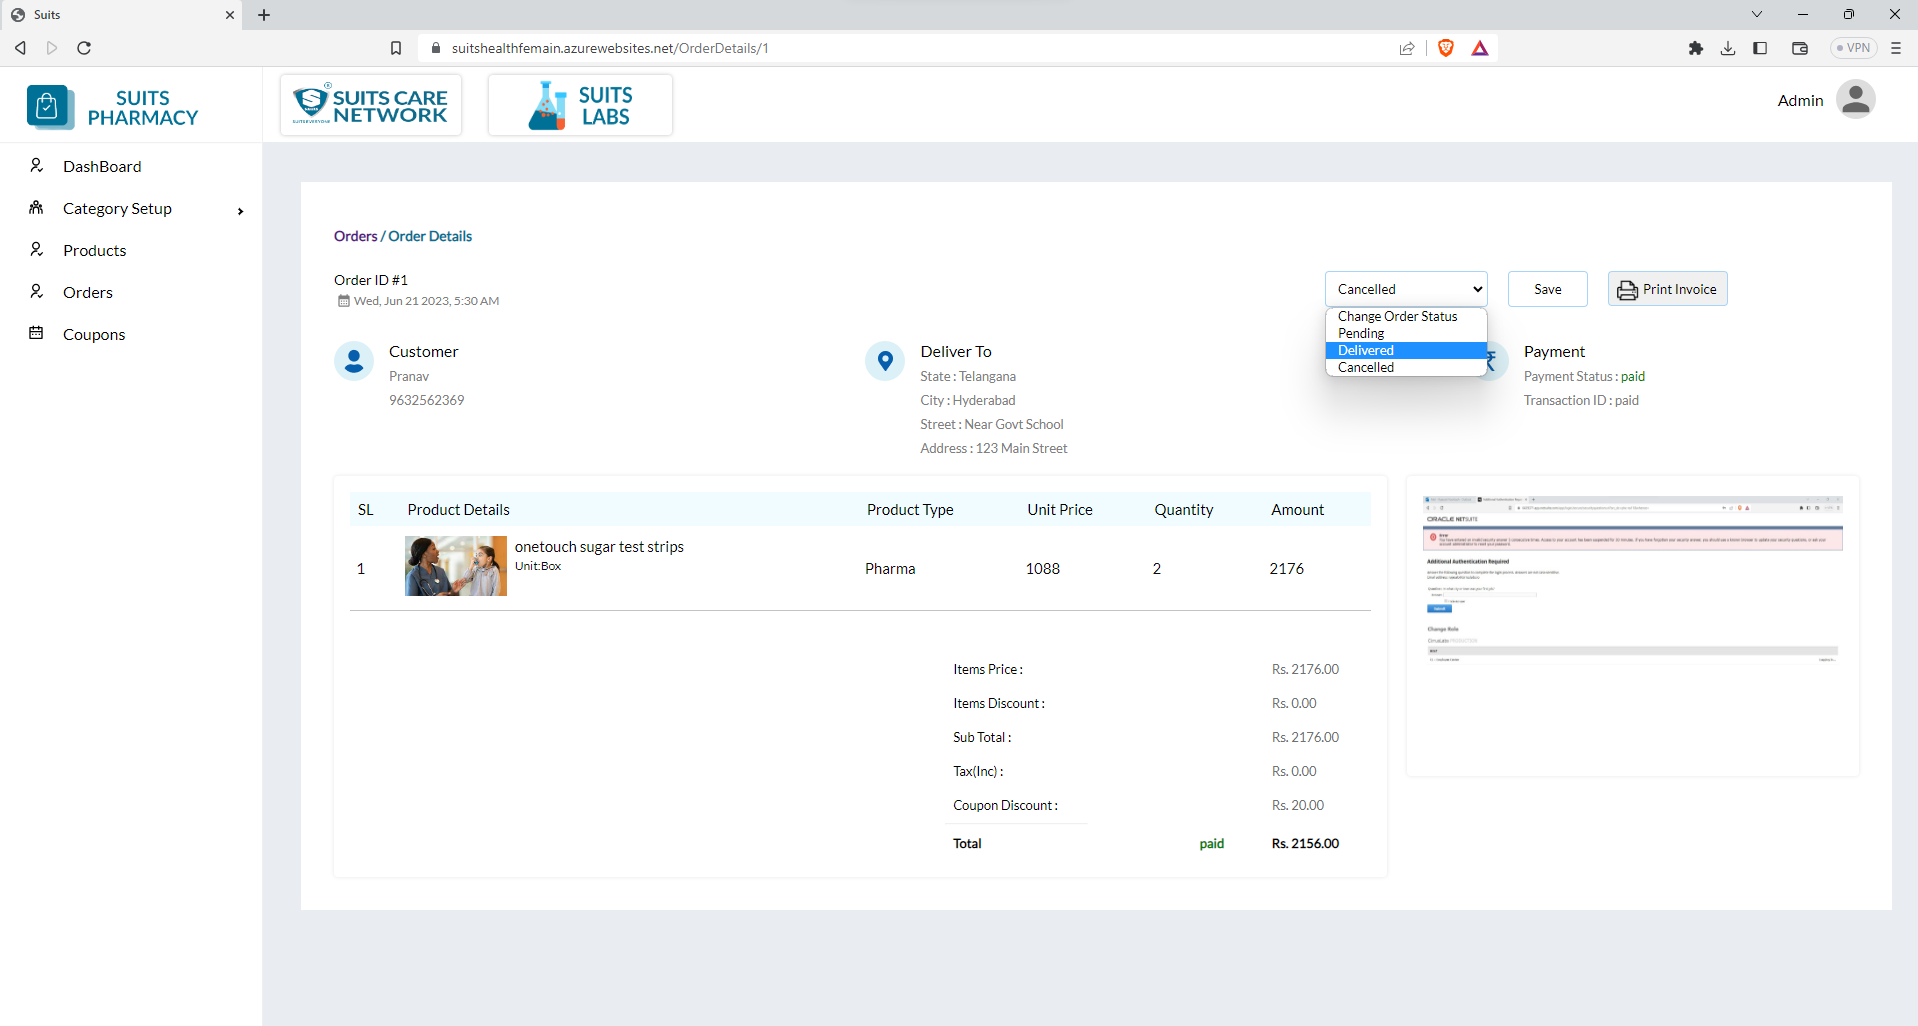 Suits
suitshealthfemain.azurewebsites.net/OrderDetails/1
VPN
SUITS
PHARMACY
SUITS CARE
NETWORK
SUITS
LABS
Admin
DashBoard
Category Setup
Products
Orders
Coupons
Orders / Order Details
Order ID #1
Wed, Jun 21 2023, 5:30 AM
Cancelled
Save
Print Invoice
Change Order Status
Pending
Delivered
Cancelled
Customer
Pranav
9632562369
Deliver To
State : Telangana
City : Hyderabad
Street : Near Govt School
Address : 123 Main Street
Payment
Payment Status : paid
Transaction ID : paid
SL Product Details Product Type Unit Price Quantity Amount
1 onetouch sugar test strips Pharma 1088 2 2176
Unit:Box
Items Price : Rs. 2176.00
Items Discount : Rs. 0.00
Sub Total : Rs. 2176.00
Tax(Inc) : Rs. 0.00
Coupon Discount : Rs. 20.00
Total paid Rs. 2156.00
ORACLE NETSUITE
Error
Additional Authentication Required
Change Role